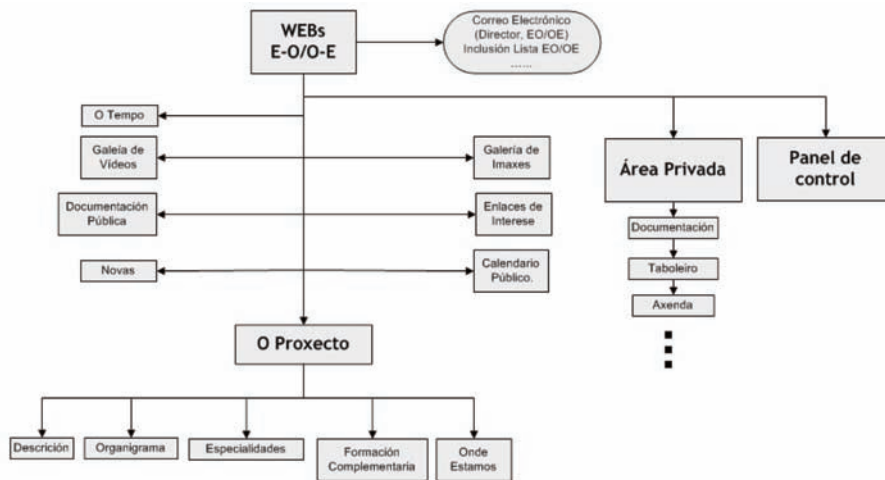 WEBs
E-O/O-E
Correo Electrónico
(Director, EO/OE)
Inclusión Lista EO/OE
……
O Tempo
Galeía de
Vídeos
Galería de
Imaxes
Área Privada
Panel de
control
Documentación
Pública
Enlaces de
Interese
Documentación
Taboleiro
Novas
Calendario
Público.
Axenda
O Proxecto
Descrición
Organigrama
Especialidades
Formación
Complementaria
Onde
Estamos